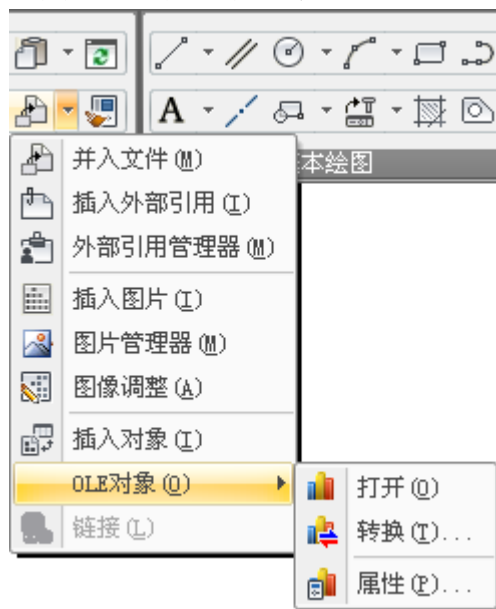 A
本绘图
并入文件(M)
插入外部引用(I)
外部引用管理器(M)
插入图片(I)
图片管理器(M)
图像调整(A)
插入对象(I)
OLE对象(O)
打开(O)
链接(L)
转换(T)...
属性(P)...